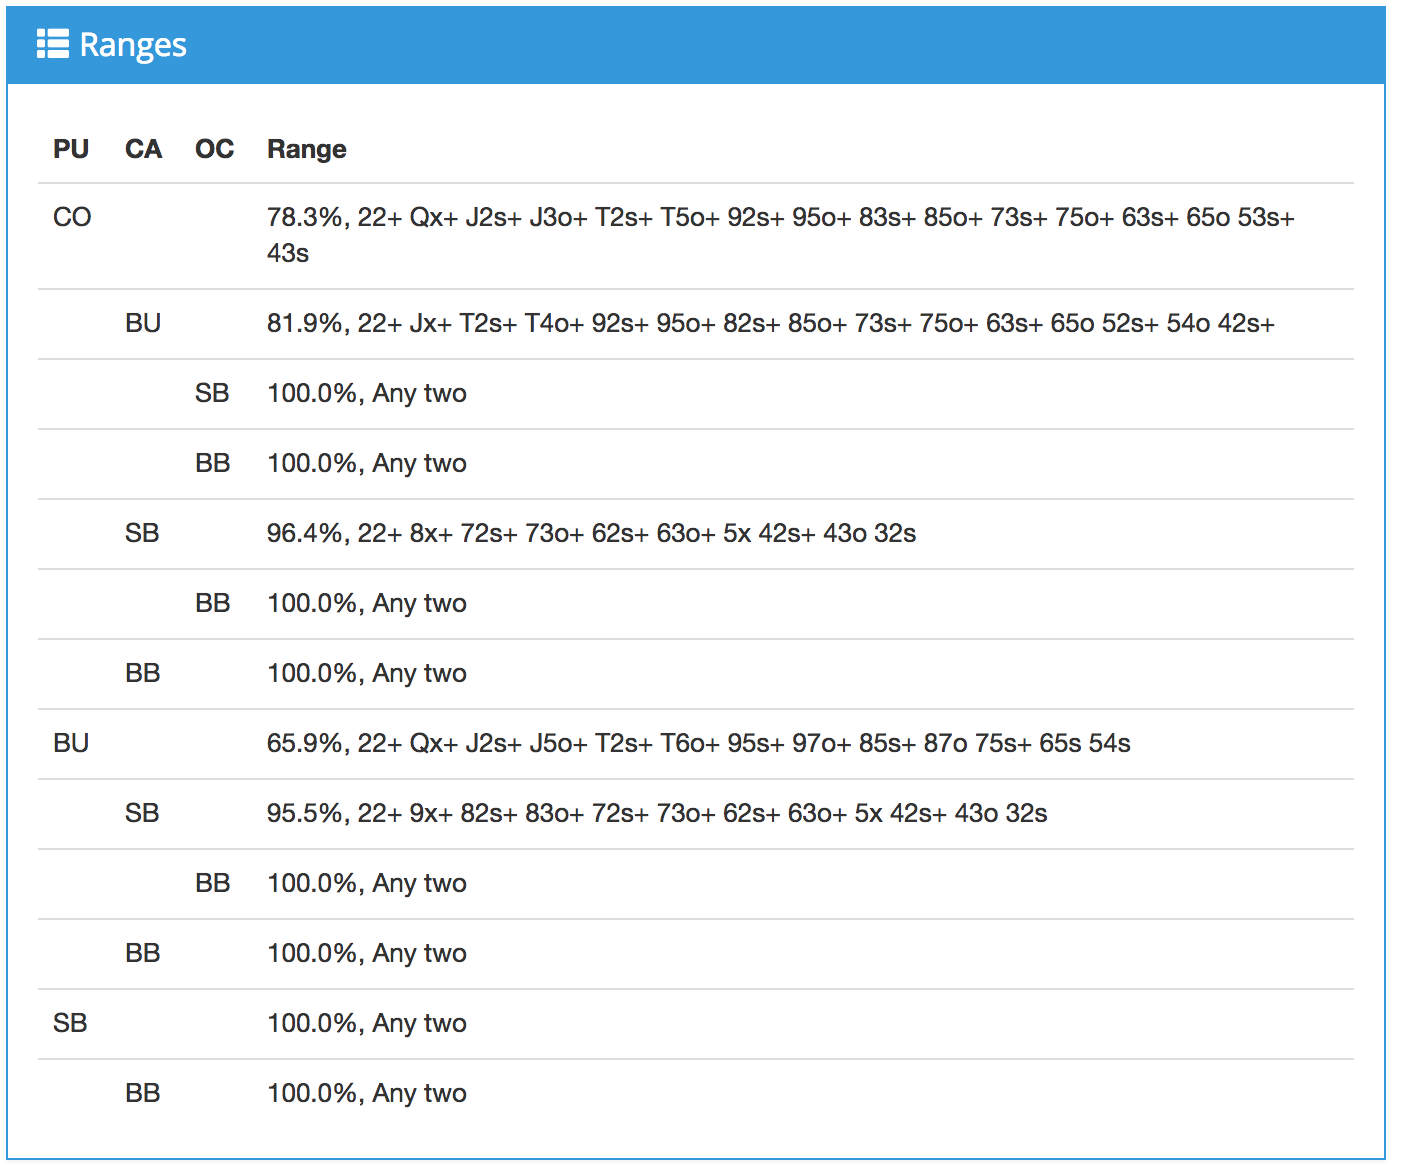 Ranges
PU CA OC Range
CO 78.3%, 22+ Qx+ J2s+ J3o+ T2s+ T5o+ 92s+ 95o+ 83s+ 85o+ 73s+ 75o+ 63s+ 65o 53s+
43s
BU 81.9%, 22+ Jx+ T2s+ T4o+ 92s+ 95o+ 82s+ 85o+ 73s+ 75o+ 63s+ 65o 52s+ 54o 42s+
SB 100.0%, Any two
BB 100.0%, Any two
SB 96.4%, 22+ 8x+ 72s+ 73o+ 62s+ 63o+ 5x 42s+ 43o 32s
BB 100.0%, Any two
BB 100.0%, Any two
BU 65.9%, 22+ Qx+ J2s+ J5o+ T2s+ T6o+ 95s+ 97o+ 85s+ 87o 75s+ 65s 54s
SB 95.5%, 22+ 9x+ 82s+ 83o+ 72s+ 73o+ 62s+ 63o+ 5x 42s+ 43o 32s
BB 100.0%, Any two
BB 100.0%, Any two
SB 100.0%, Any two
BB 100.0%, Any two